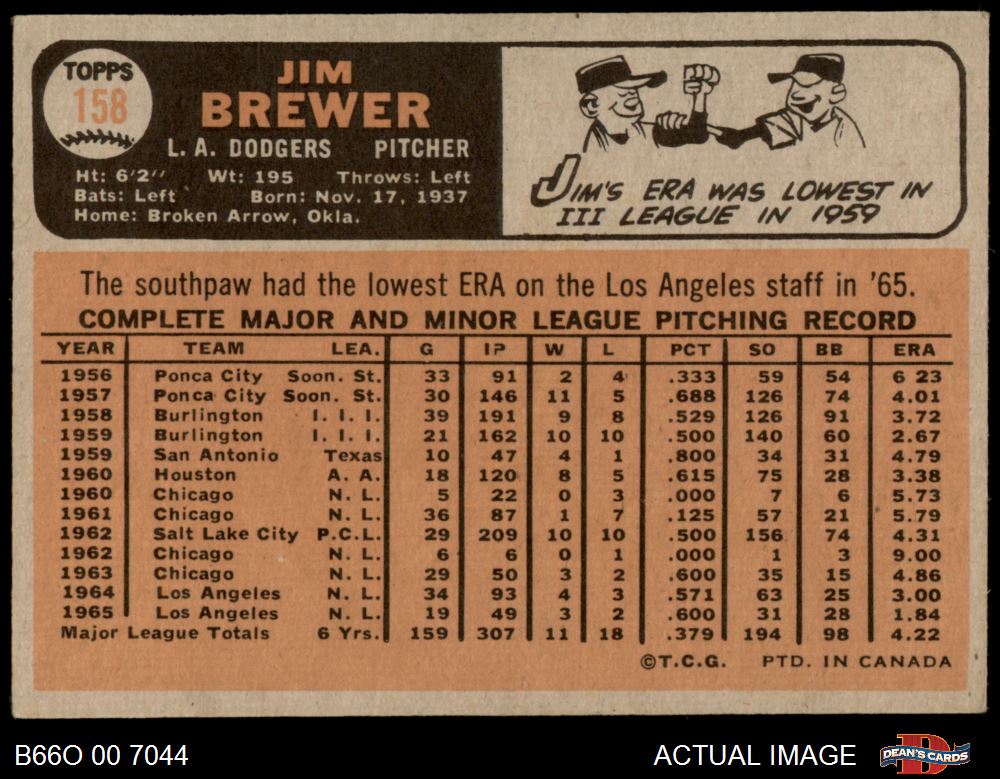 TOPPS
158
JIM
BREWER
L. A. DODGERS PITCHER
Ht: 6'2" Wt: 195 Throws: Left
Bats: Left Born: Nov. 17, 1937
Home: Broken Arrow, Okla.
JIM'S ERA WAS LOWEST IN
III LEAGUE IN 1959
The southpaw had the lowest ERA on the Los Angeles staff in '65.
COMPLETE MAJOR AND MINOR LEAGUE PITCHING RECORD
YEAR TEAM LEA. G IP W L PCT SO BB ERA
1956 Ponca City Soon. St. 33 91 2 4 .333 59 54 6 23
1957 Ponca City Soon. St. 30 146 11 5 .688 126 74 4.01
1958 Burlington I. I. I. 39 191 9 8 .529 126 91 3.72
1959 Burlington I. I. I. 21 162 10 10 .500 140 60 2.67
1959 San Antonio Texas 10 47 4 1 .800 34 31 4.79
1960 Houston A. A. 18 120 8 5 .615 75 28 3.38
1960 Chicago N. L. 5 22 0 3 .000 7 6 5.73
1961 Chicago N. L. 36 87 1 7 .125 57 21 5.79
1962 Salt Lake City P.C.L. 29 209 10 10 .500 156 74 4.31
1962 Chicago N. L. 6 6 0 1 .000 1 3 9.00
1963 Chicago N. L. 29 50 3 2 .600 35 15 4.86
1964 Los Angeles N. L. 34 93 4 3 .571 63 25 3.00
1965 Los Angeles N. L. 19 49 3 2 .600 31 28 1.84
Major League Totals 6 Yrs. 159 307 11 18 .379 194 98 4.22
©T.C.G. PTD. IN CANADA
B66O 00 7044
ACTUAL IMAGE
DEAN'S CARDS